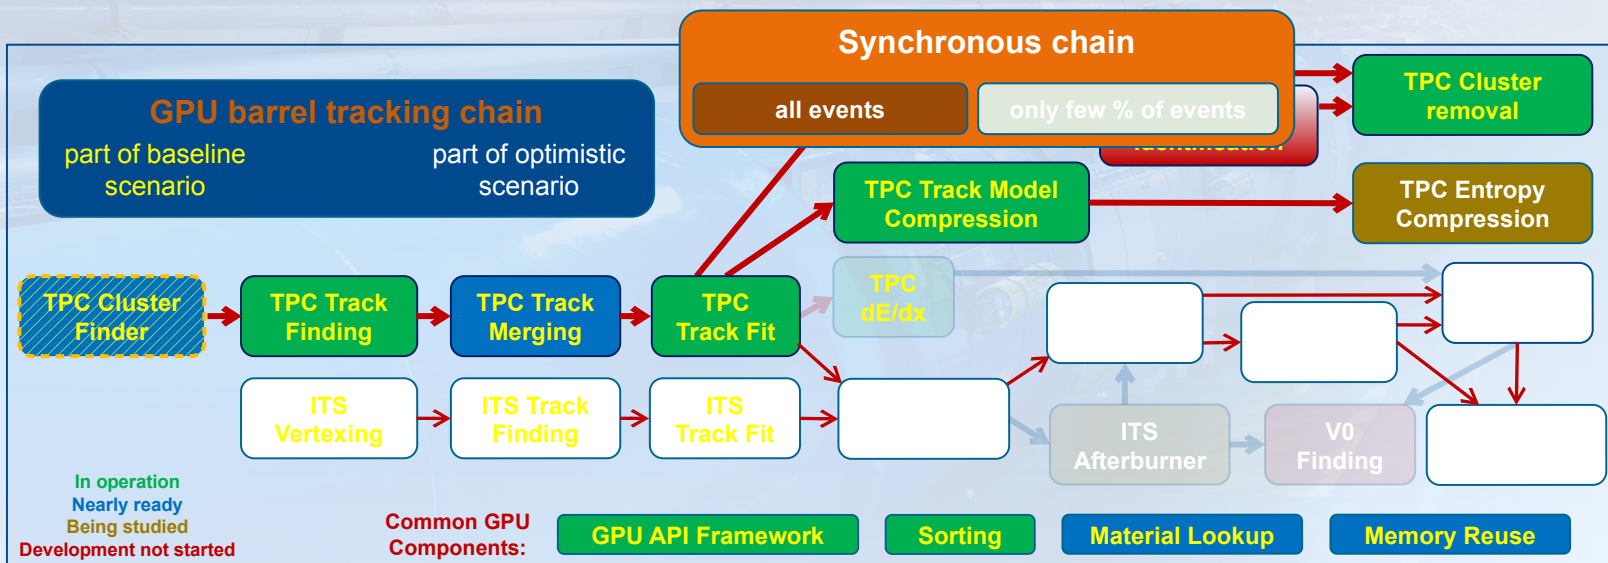 Synchronous chain
all events
only few % of events
GPU barrel tracking chain
part of baseline
scenario
part of optimistic
scenario
TPC Cluster
removal
identification
TPC Track Model
Compression
TPC Entropy
Compression
TPC Cluster
Finder
TPC Track
Finding
TPC Track
Merging
TPC
Track Fit
TPC
dE/dx
ITS
Vertexing
ITS Track
Finding
ITS
Track Fit
ITS
Afterburner
V0
Finding
In operation
Nearly ready
Being studied
Development not started
Common GPU
Components:
GPU API Framework
Sorting
Material Lookup
Memory Reuse